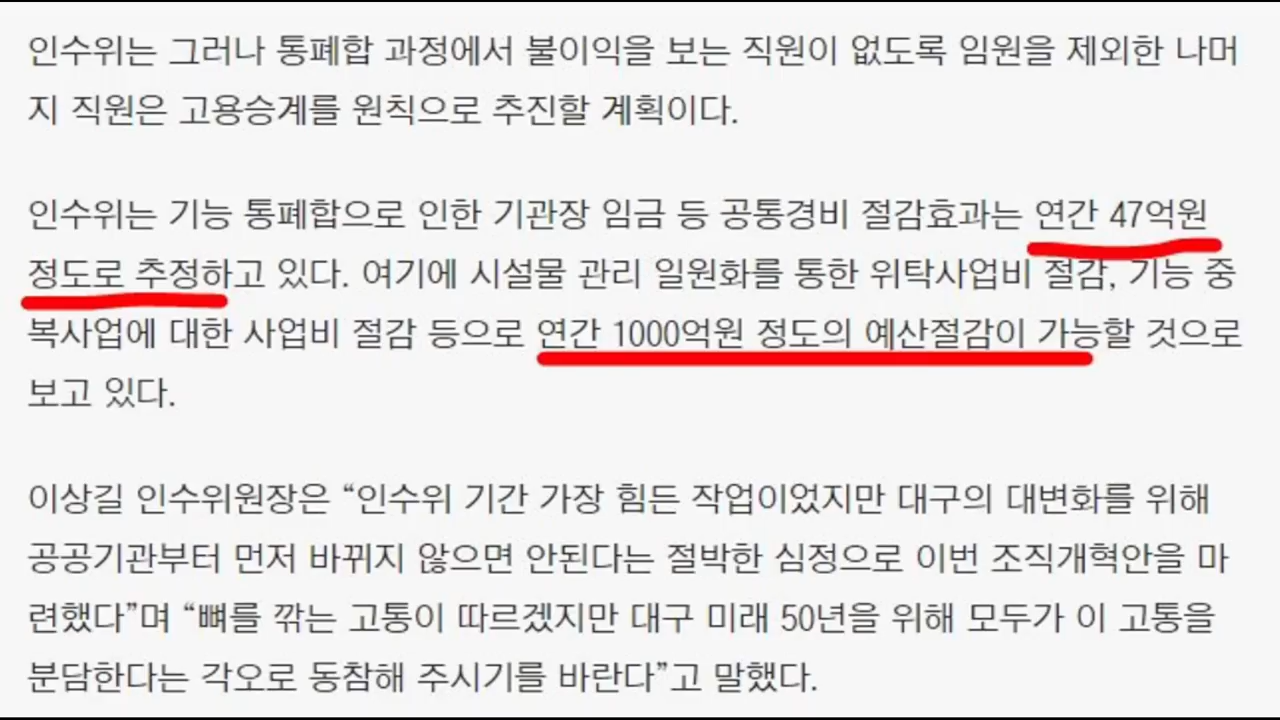 인수위는 그러나 통폐합 과정에서 불이익을 보는 직원이 없도록 임원을 제외한 나머
지 직원은 고용승계를 원칙으로 추진할 계획이다.
인수위는 기능 통폐합으로 인한 기관장 임금 등 공통경비 절감효과는 연간 47억원
정도로 추정하고 있다. 여기에 시설물 관리 일원화를 통한 위탁사업비 절감, 기능 중
복사업에 대한 사업비 절감 등으로 연간 1000억원 정도의 예산절감이 가능할 것으로
보고 있다.
이상길 인수위원장은 “인수위 기간 가장 힘든 작업이었지만 대구의 대변화를 위해
공공기관부터 먼저 바뀌지 않으면 안된다는 절박한 심정으로 이번 조직개혁안을 마
련했다”며 “뼈를 깎는 고통이 따르겠지만 대구 미래 50년을 위해 모두가 이 고통을
분담한다는 각오로 동참해 주시기를 바란다”고 말했다.